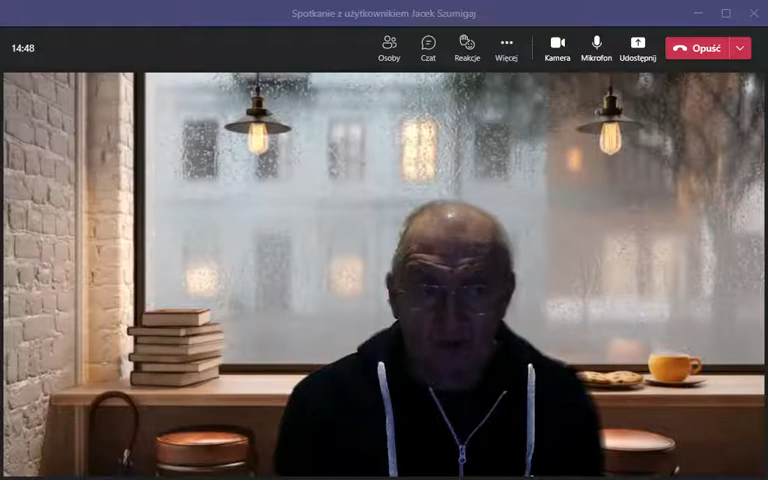 Spotkanie z użytkownikiem Jacek Szumigaj
14:48
Osoby Czat Reakcje Więcej Kamera Mikrofon Udostępnij Opuść